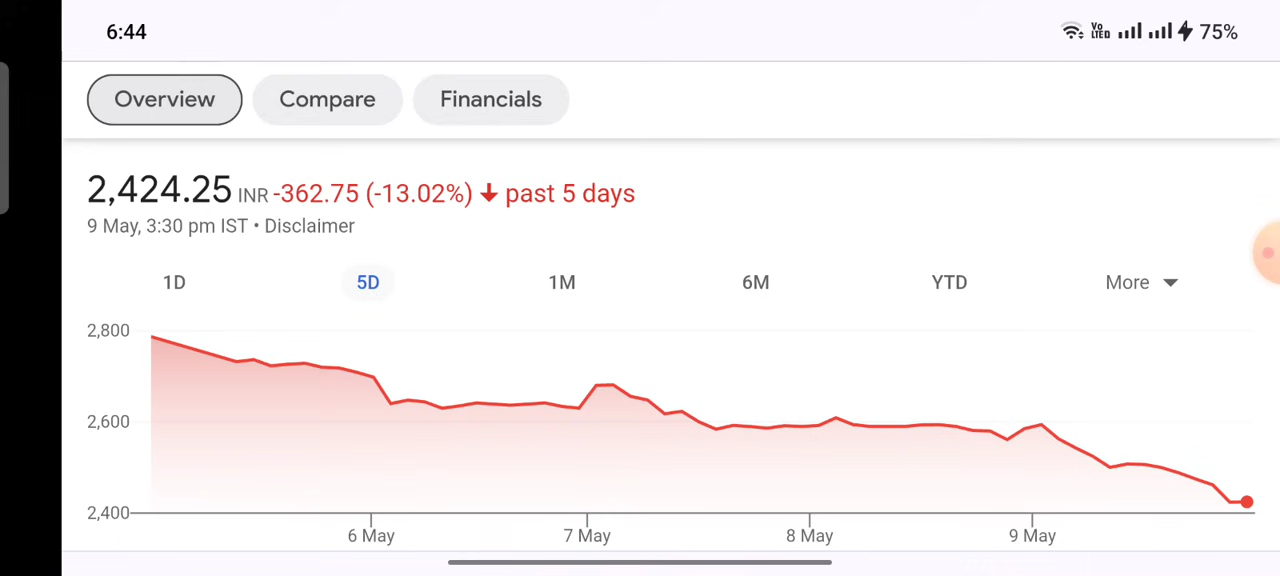 6:44 Vo LTED 75%
Overview Compare Financials
2,424.25 INR -362.75 (-13.02%) ↓ past 5 days
9 May, 3:30 pm IST • Disclaimer
1D 5D 1M 6M YTD More
2,800
2,600
2,400
6 May 7 May 8 May 9 May